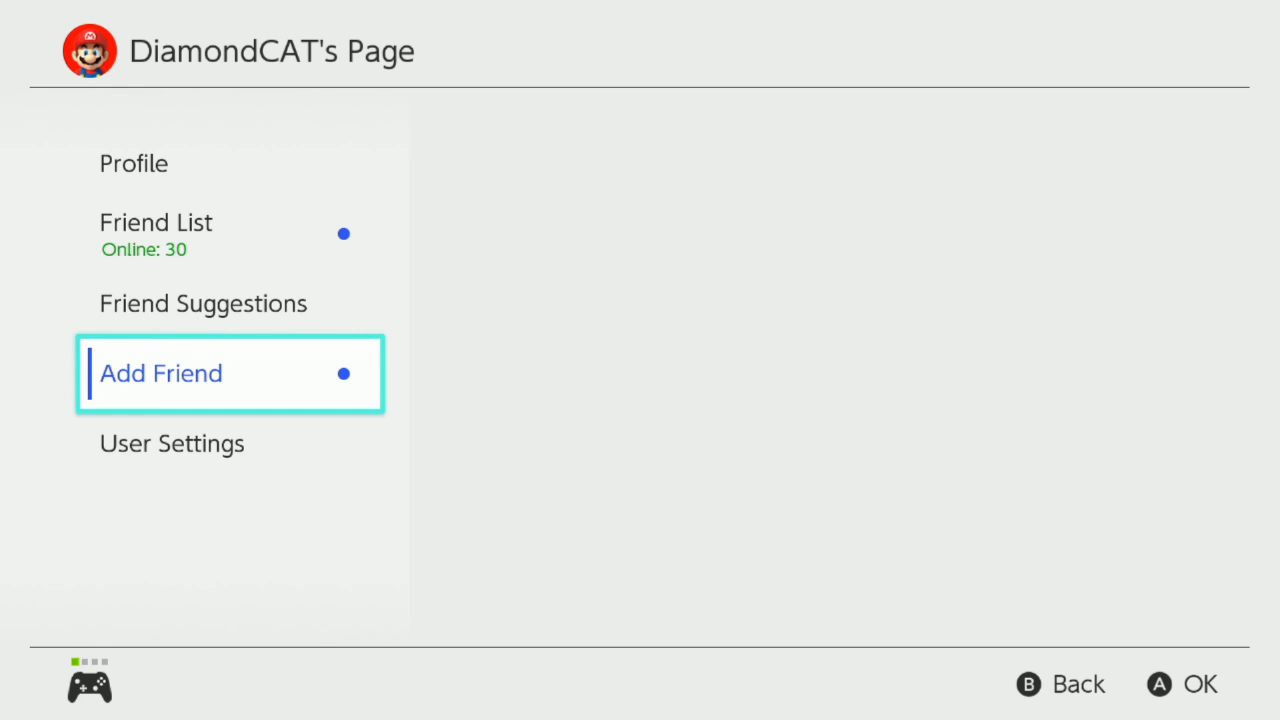 DiamondCAT's Page
Profile
Friend List
Online: 30
Friend Suggestions
Add Friend
User Settings
B Back A OK